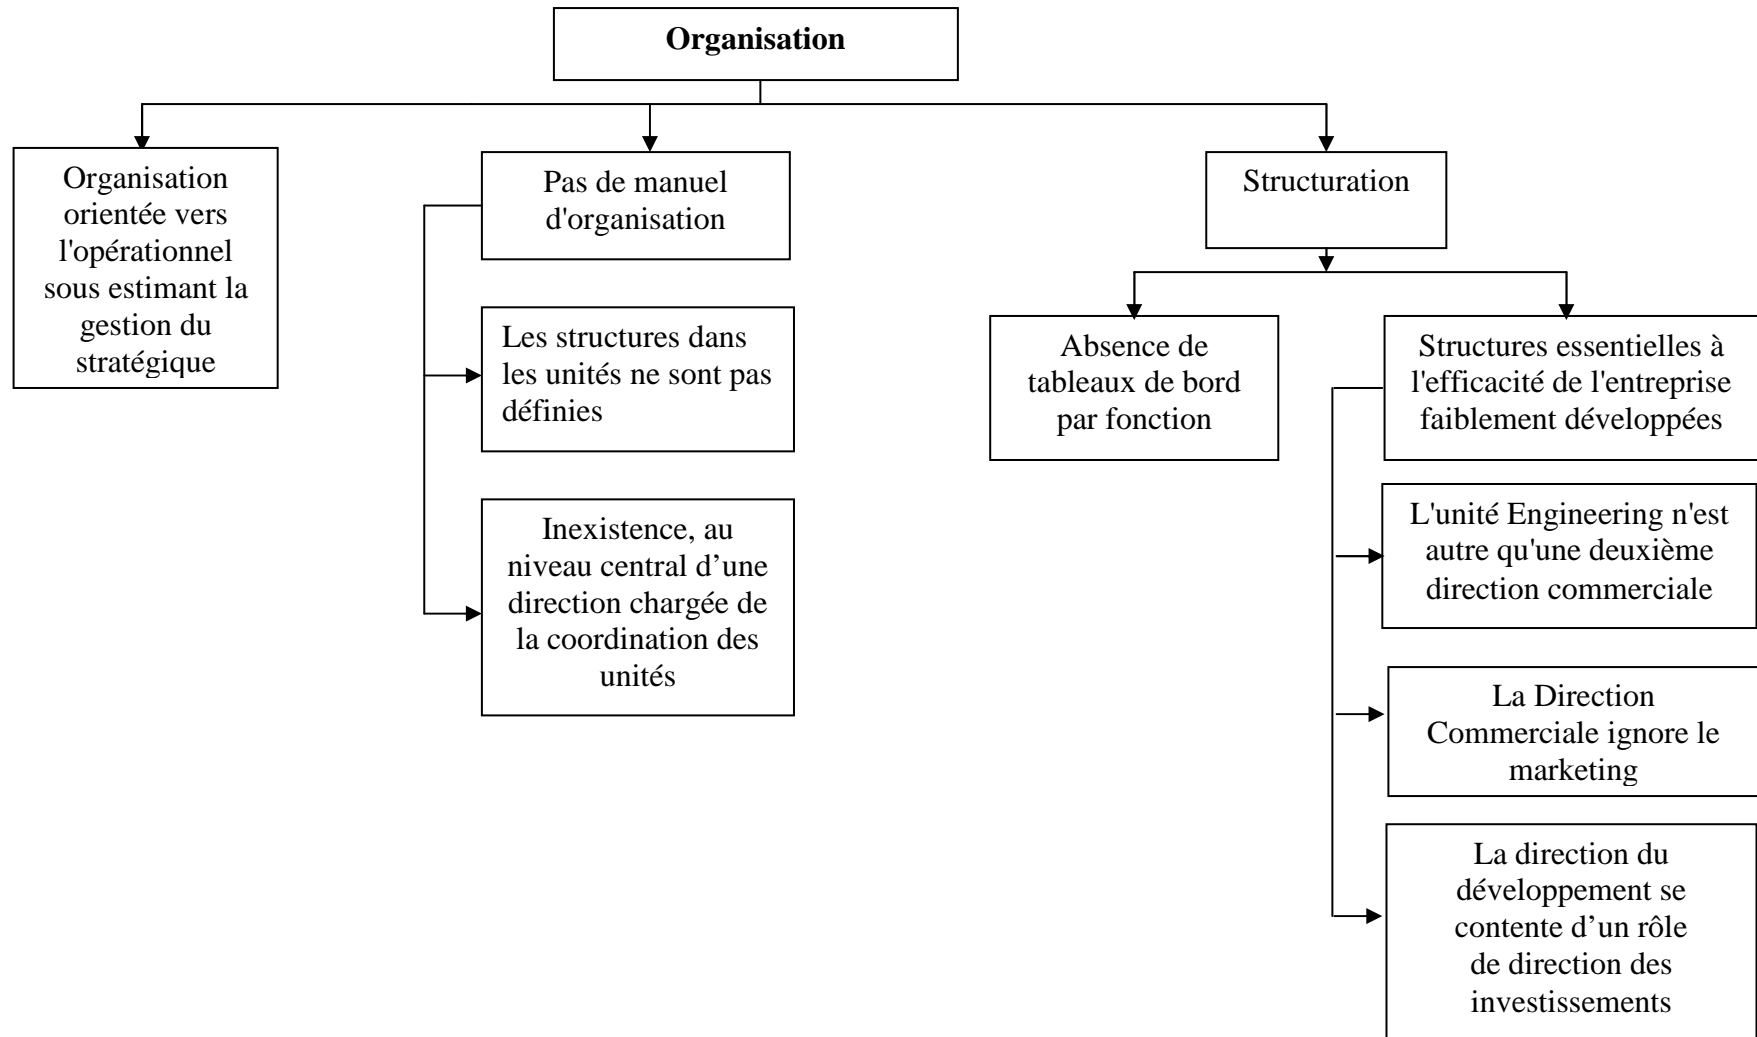 Organisation
Organisation
orientée vers
l'opérationnel
sous estimant la
gestion du
stratégique
Pas de manuel
d'organisation
Les structures dans
les unités ne sont pas
définies
Inexistence, au
niveau central d’une
direction chargée de
la coordination des
unités
Structuration
Absence de
tableaux de bord
par fonction
Structures essentielles à
l'efficacité de l'entreprise
faiblement développées
L'unité Engineering n'est
autre qu'une deuxième
direction commerciale
La Direction
Commerciale ignore le
marketing
La direction du
développement se
contente d’un rôle
de direction des
investissements